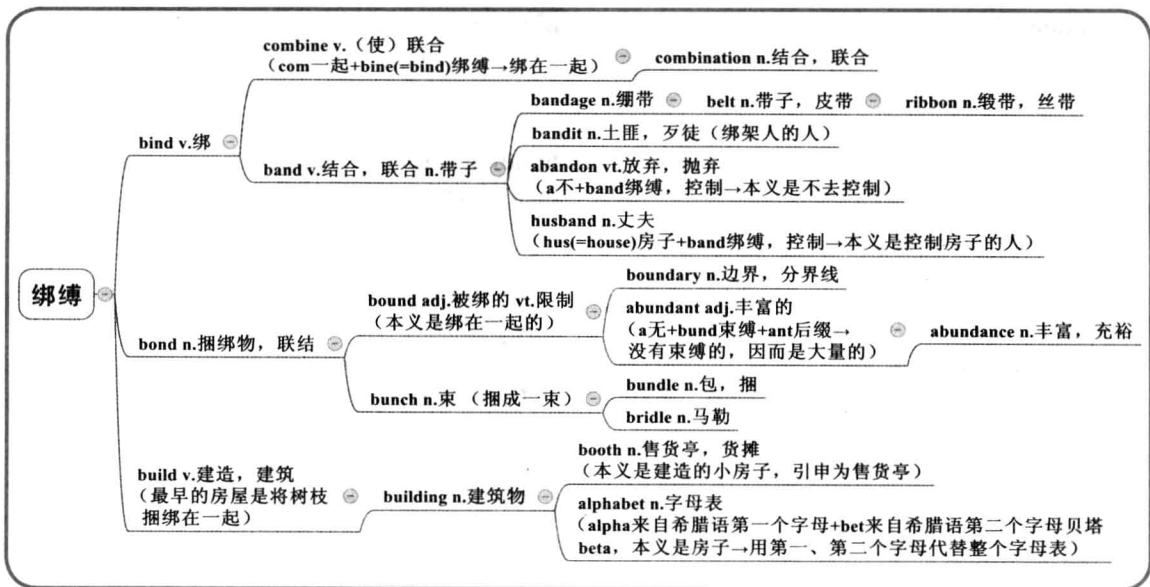 绑缚
bind v.绑
combine v.（使）联合
（com一起+bine(=bind)绑缚→绑在一起）
combination n.结合，联合
band v.结合，联合 n.带子
bandage n.绷带
belt n.带子，皮带
ribbon n.缎带，丝带
bandit n.土匪，歹徒（绑架人的人）
abandon vt.放弃，抛弃
（a不+band绑缚，控制→本义是不去控制）
husband n.丈夫
（hus(=house)房子+band绑缚，控制→本义是控制房子的人）
bond n.捆绑物，联结
bound adj.被绑的 vt.限制
（本义是绑在一起的）
boundary n.边界，分界线
abundant adj.丰富的
（a无+bund束缚+ant后缀→
没有束缚的，因而是大量的）
abundance n.丰富，充裕
bunch n.束 （捆成一束）
bundle n.包，捆
bridle n.马勒
build v.建造，建筑
（最早的房屋是将树枝
捆绑在一起）
building n.建筑物
booth n.售货亭，货摊
（本义是建造的小房子，引申为售货亭）
alphabet n.字母表
（alpha来自希腊语第一个字母+bet来自希腊语第二个字母贝塔
beta，本义是房子→用第一、第二个字母代替整个字母表）